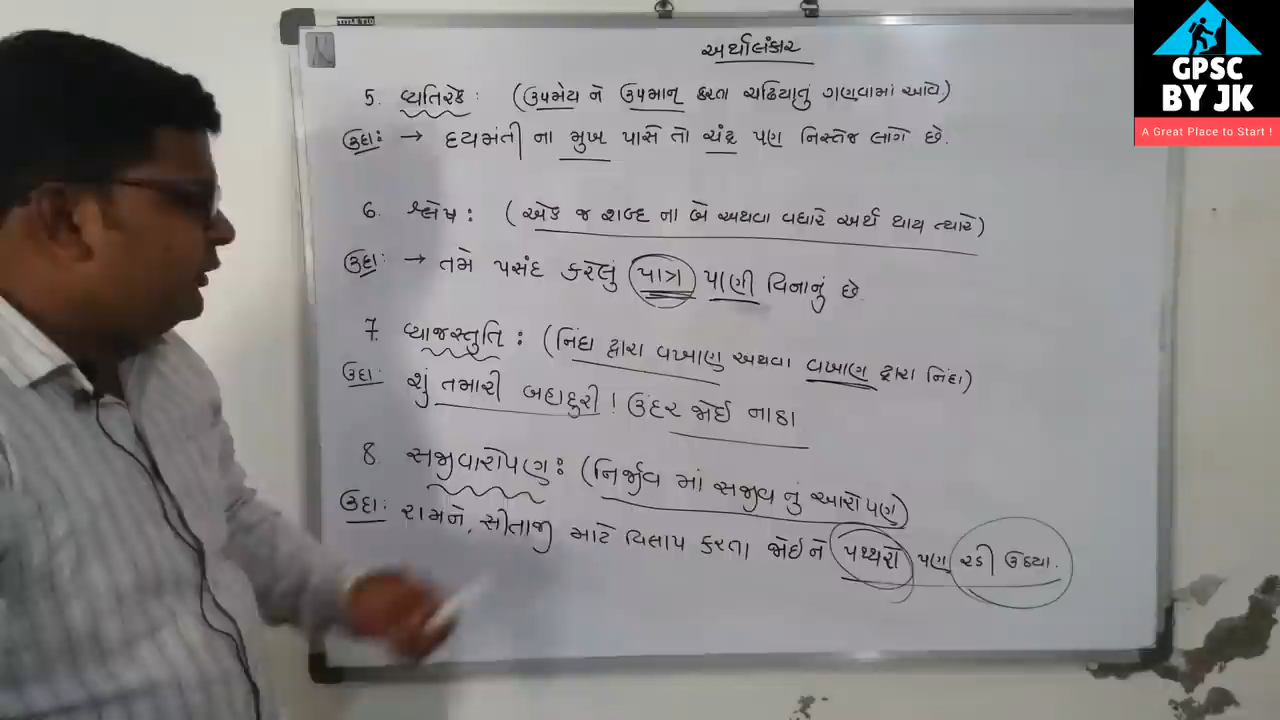 અર્થાલંકાર
GPSC
BY JK
A Great Place to Start !
5. વ્યતિરેક : (ઉપમેય ને ઉપમાન કરતા ચઢિયાતું ગણવામાં આવે)
ઉદા: → દયમંતી ના મુખ પાસે તો ચંદ્ર પણ નિસ્તેજ લાગે છે.
6. શ્લેષ : (એક જ શબ્દ ના બે અથવા વધારે અર્થ થાય ત્યારે)
ઉદા: → તમે પસંદ કરેલું પાત્ર પાણી વિનાનું છે.
7. વ્યાજસ્તુતિ : (નિંદા દ્વારા વખાણ અથવા વખાણ દ્વારા નિંદા)
ઉદા: શું તમારી બહાદુરી ! ઉંદર જોઈ નાઠા
8. સજીવારોપણ : (નિર્જીવ માં સજીવ નું આરોપણ)
ઉદા: રામને, સીતાજી માટે વિલાપ કરતા જોઈને પથ્થરો પણ રડી ઉઠયા.